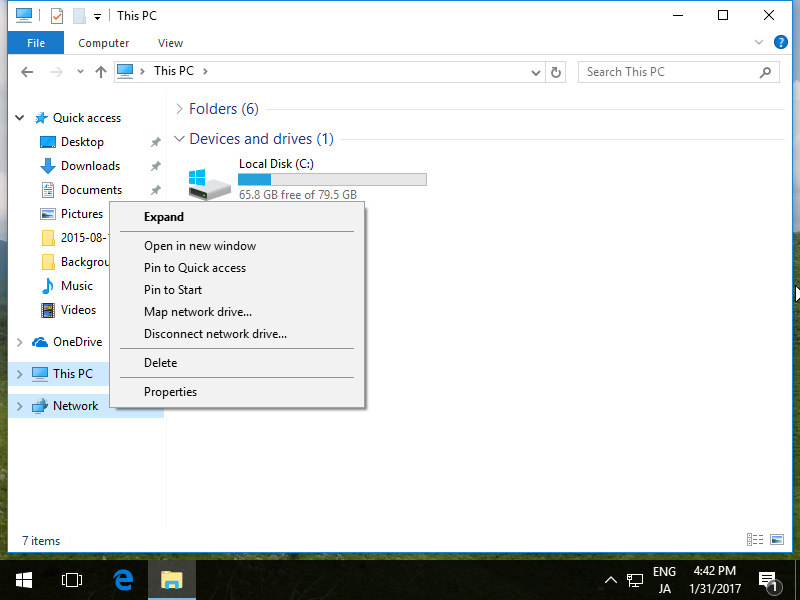 This PC
File
Computer
View
This PC
Search This PC
Quick access
Desktop
Downloads
Documents
Pictures
2015-08-
Backgrou
Music
Videos
OneDrive
This PC
Network
Folders (6)
Devices and drives (1)
Local Disk (C:)
65.8 GB free of 79.5 GB
Expand
Open in new window
Pin to Quick access
Pin to Start
Map network drive...
Disconnect network drive...
Delete
Properties
7 items
ENG
JA
4:42 PM
1/31/2017
1